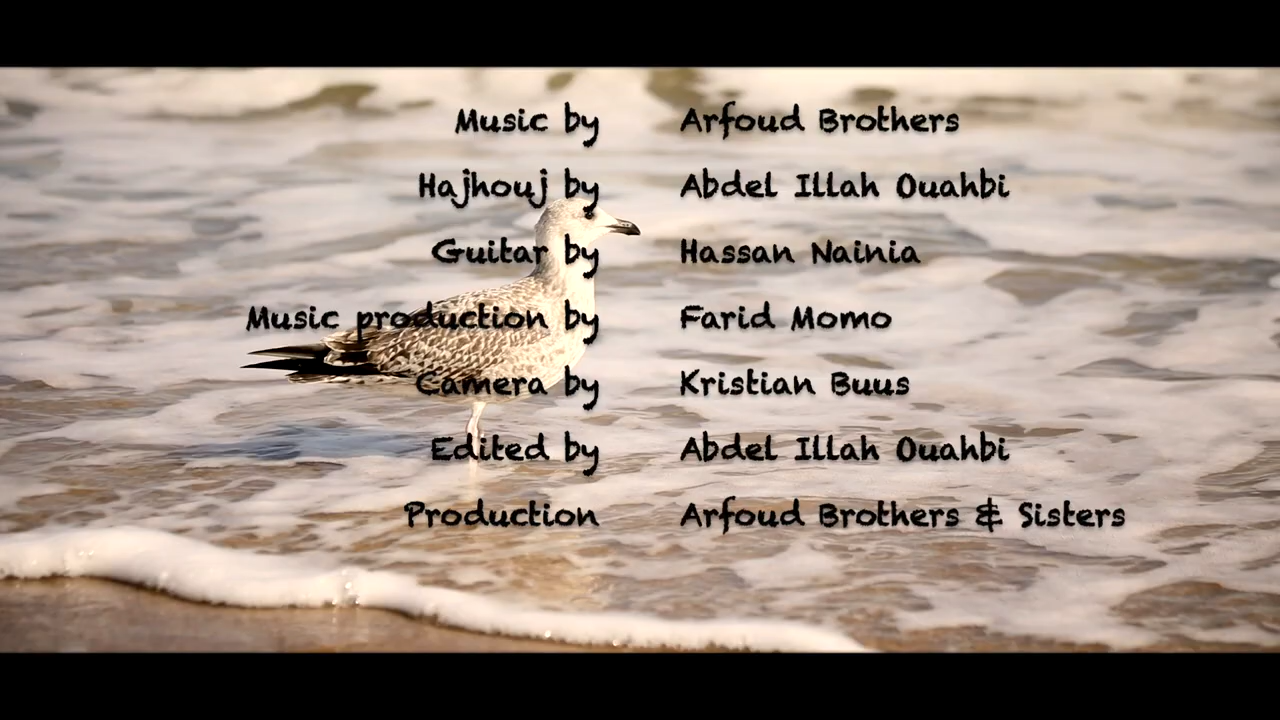 Music by Arfoud Brothers
Hajhouj by Abdel Illah Ouahbi
Guitar by Hassan Nainia
Music production by Farid Momo
Camera by Kristian Buus
Edited by Abdel Illah Ouahbi
Production Arfoud Brothers & Sisters